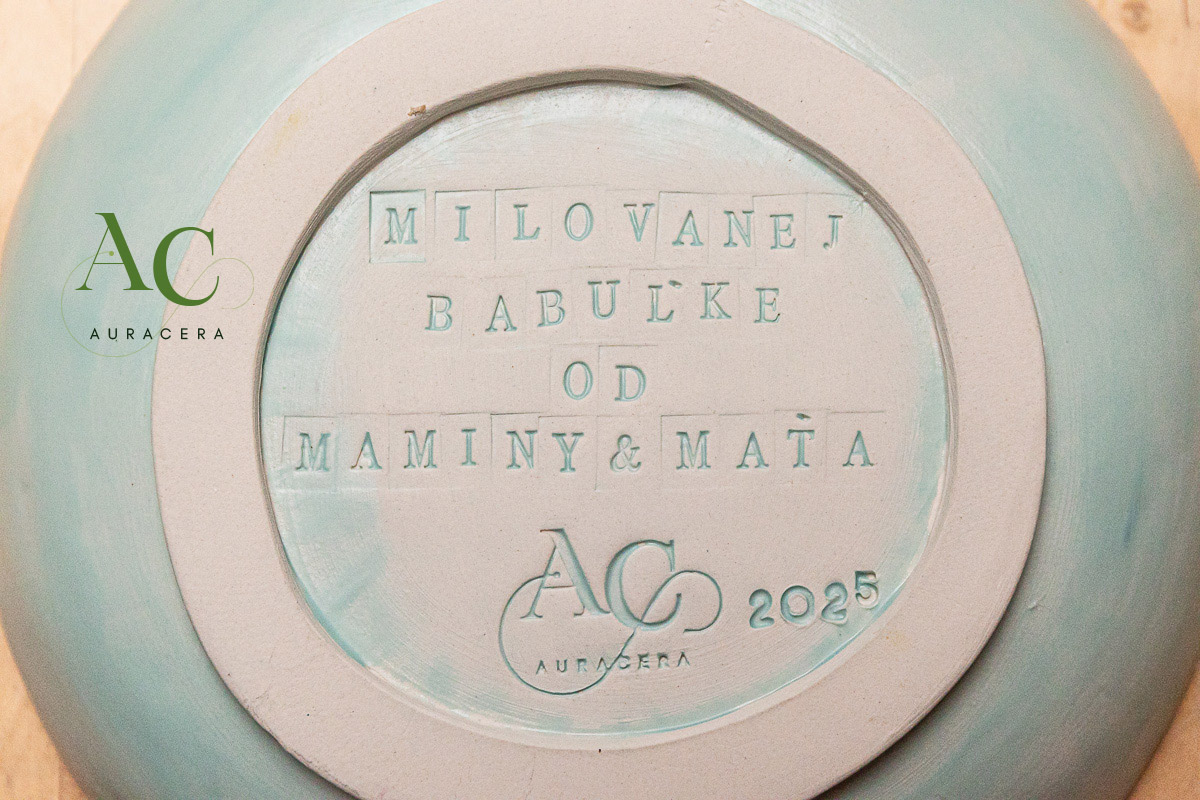 AC
AURACERA
MILOVANEJ
BABUĽKE
OD
MAMINY & MAŤA
AC 2025
AURACERA